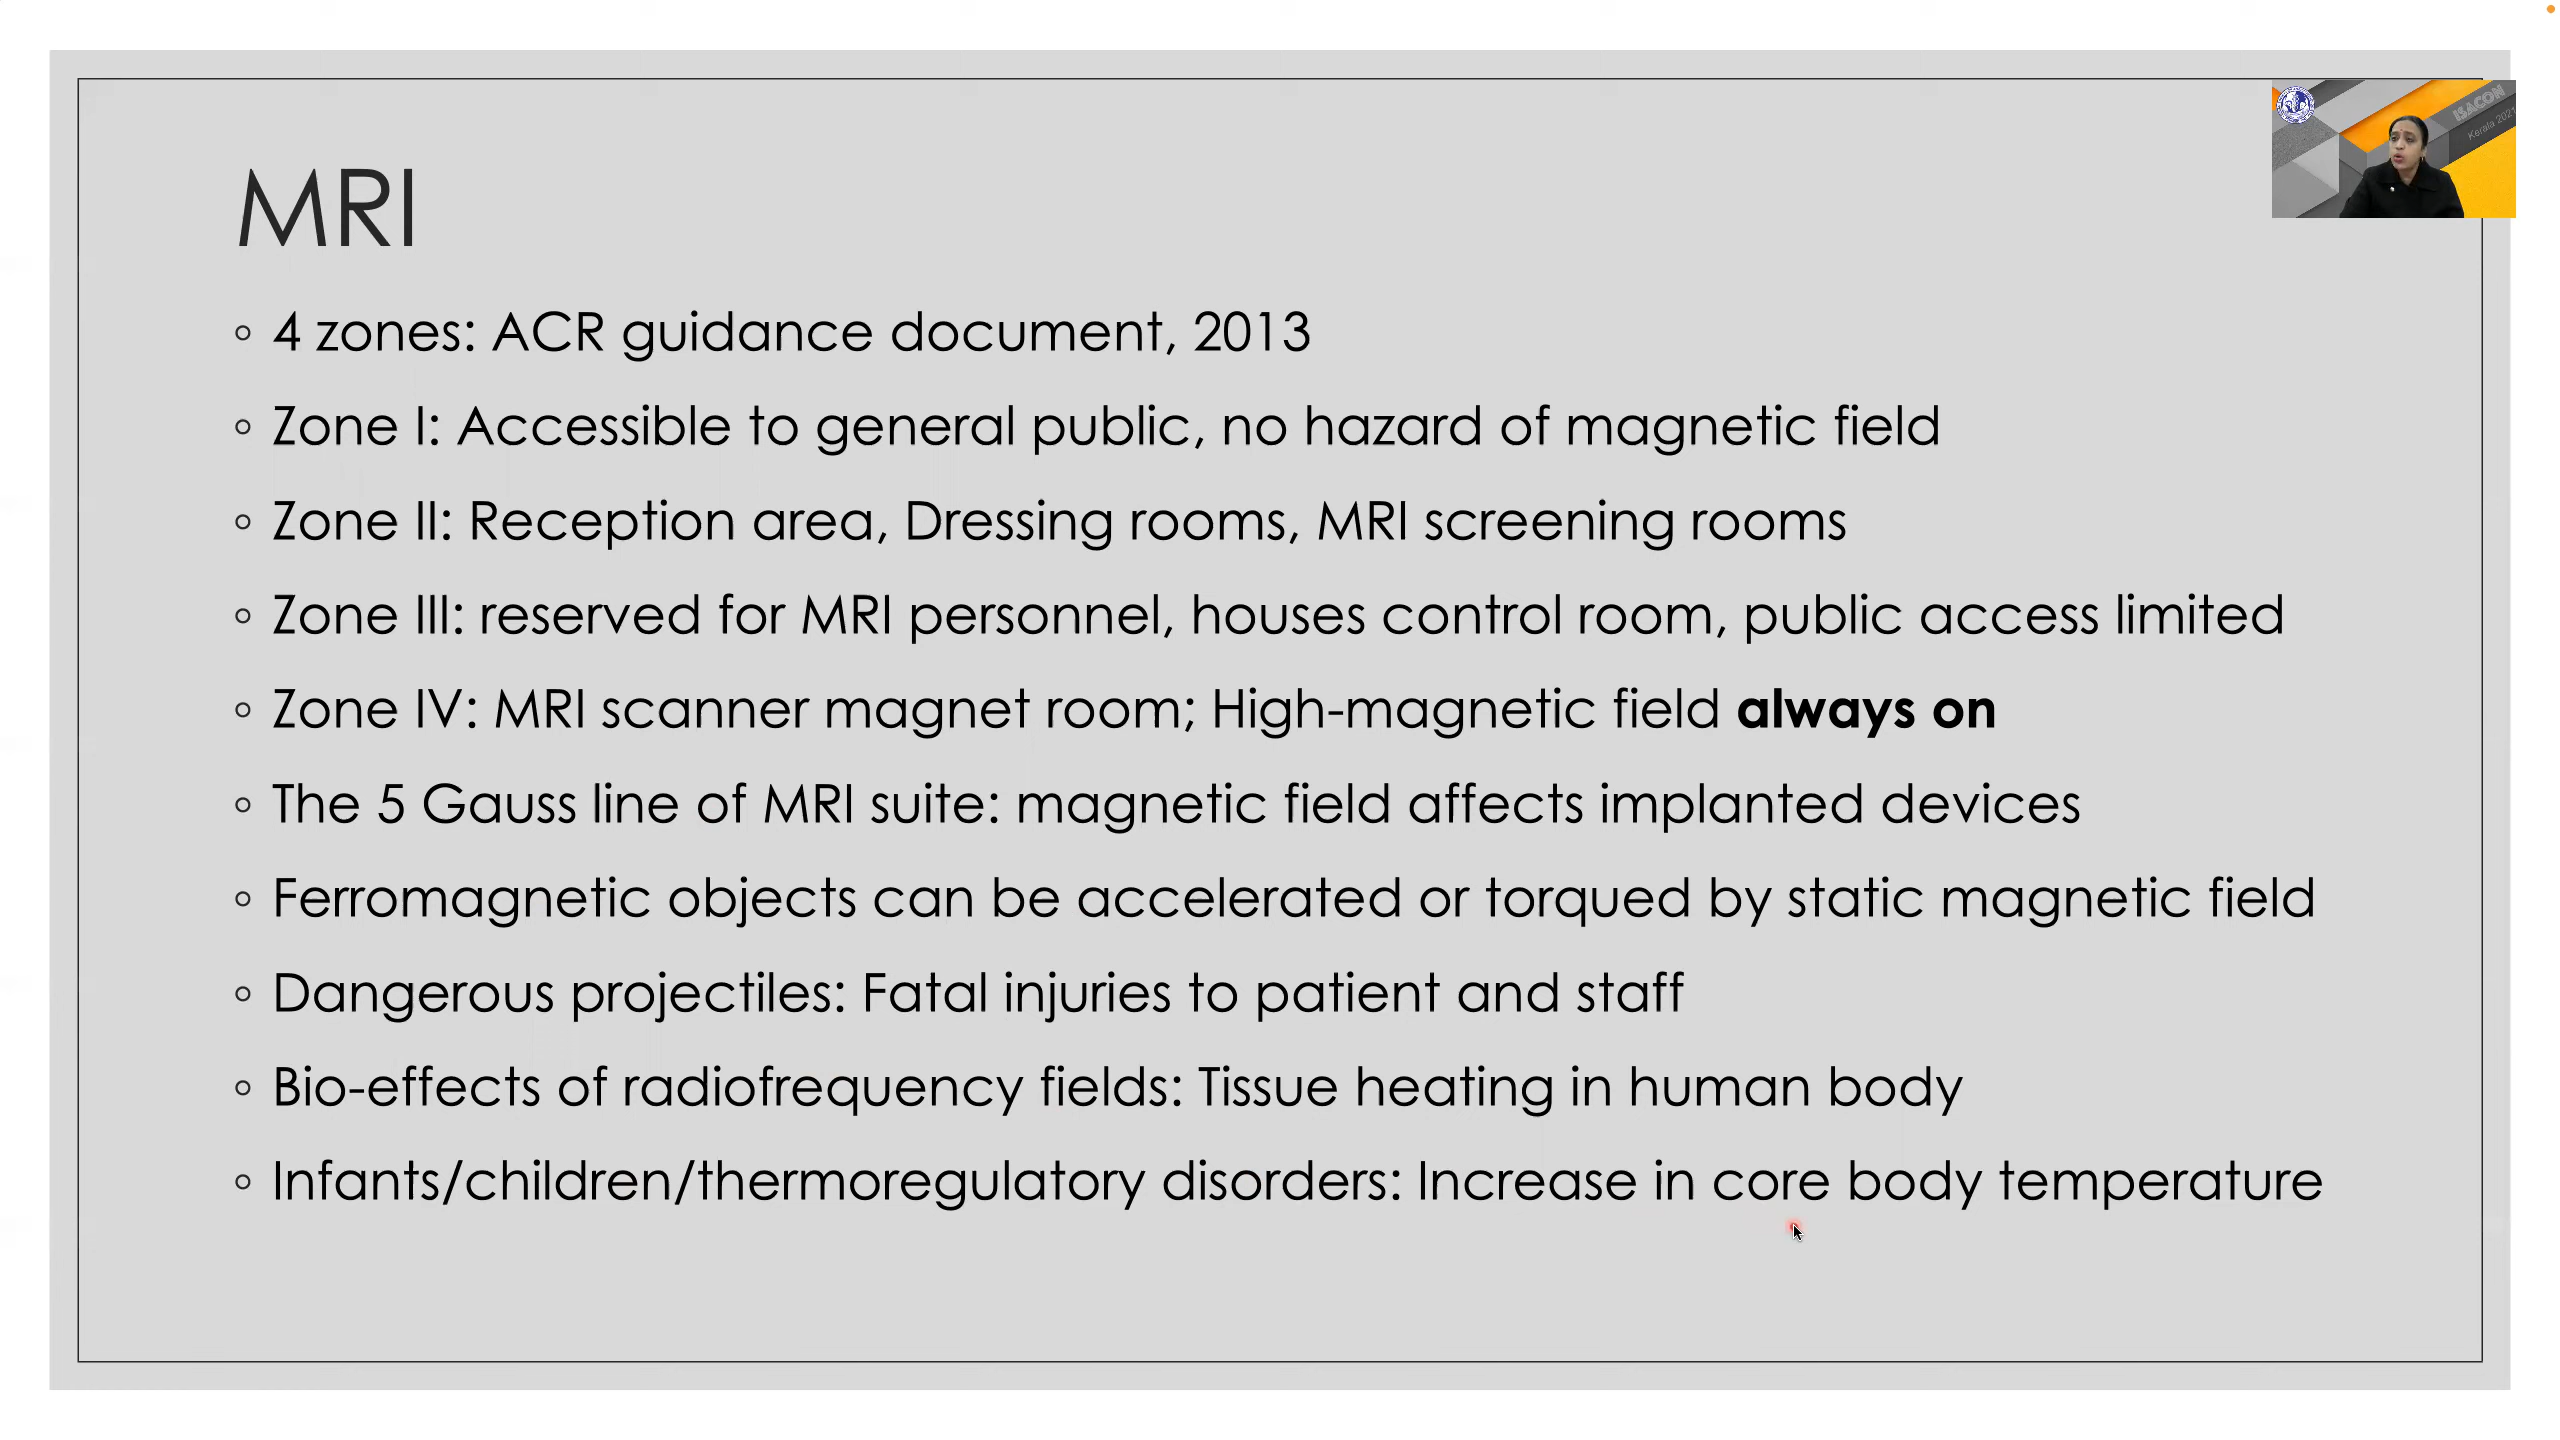 ISACON
Kerala 2021
MRI
◦ 4 zones: ACR guidance document, 2013
◦ Zone I: Accessible to general public, no hazard of magnetic field
◦ Zone II: Reception area, Dressing rooms, MRI screening rooms
◦ Zone III: reserved for MRI personnel, houses control room, public access limited
◦ Zone IV: MRI scanner magnet room; High-magnetic field always on
◦ The 5 Gauss line of MRI suite: magnetic field affects implanted devices
◦ Ferromagnetic objects can be accelerated or torqued by static magnetic field
◦ Dangerous projectiles: Fatal injuries to patient and staff
◦ Bio-effects of radiofrequency fields: Tissue heating in human body
◦ Infants/children/thermoregulatory disorders: Increase in core body temperature